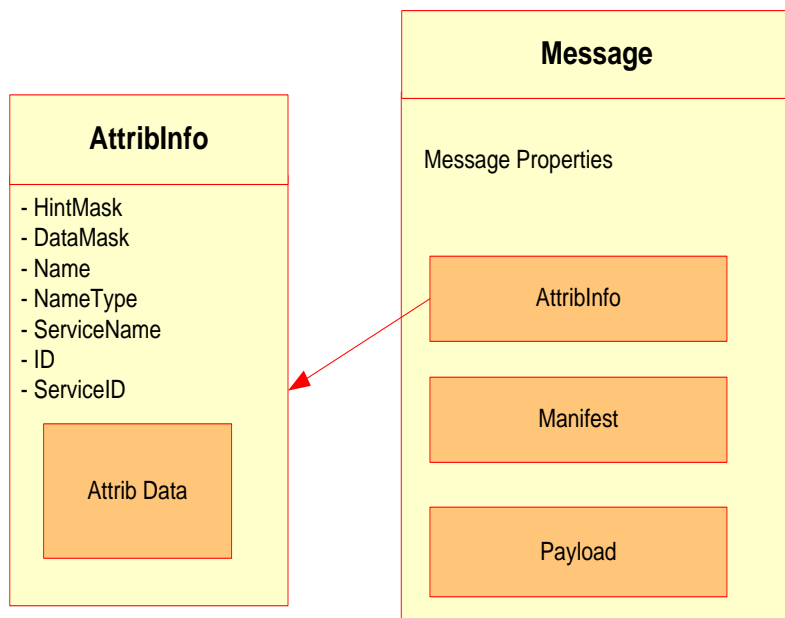 Message
Message Properties
AttribInfo
Manifest
Payload
AttribInfo
- HintMask
- DataMask
- Name
- NameType
- ServiceName
- ID
- ServiceID
Attrib Data